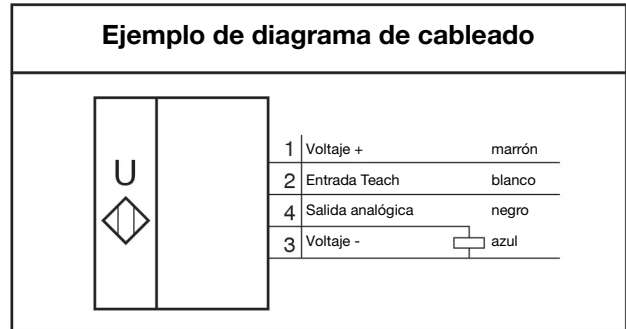 Ejemplo de diagrama de cableado
U
1 Voltaje + marrón
2 Entrada Teach blanco
4 Salida analógica negro
3 Voltaje - azul